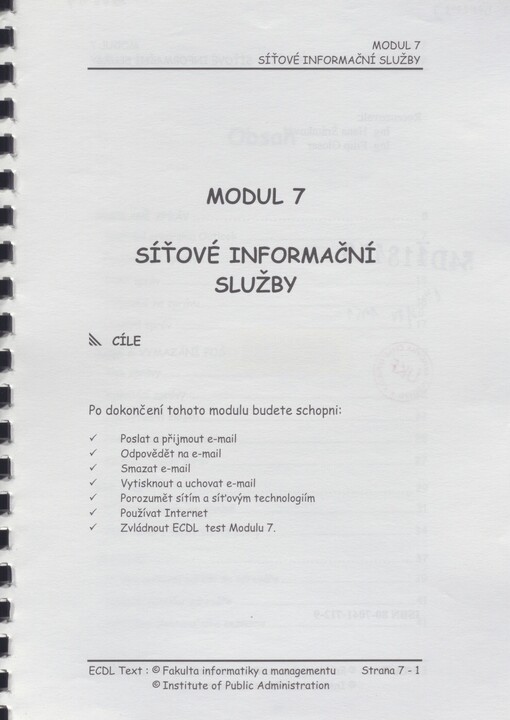 MODUL 7
SÍŤOVÉ INFORMAČNÍ SLUŽBY
MODUL 7
SÍŤOVÉ INFORMAČNÍ
SLUŽBY
CÍLE
Po dokončení tohoto modulu budete schopni:
✓ Poslat a přijmout e-mail
✓ Odpovědět na e-mail
✓ Smazat e-mail
✓ Vytisknout a uchovat e-mail
✓ Porozumět sítím a síťovým technologiím
✓ Používat Internet
✓ Zvládnout ECDL test Modulu 7.
ECDL Text : © Fakulta informatiky a managementu Strana 7 - 1
© Institute of Public Administration